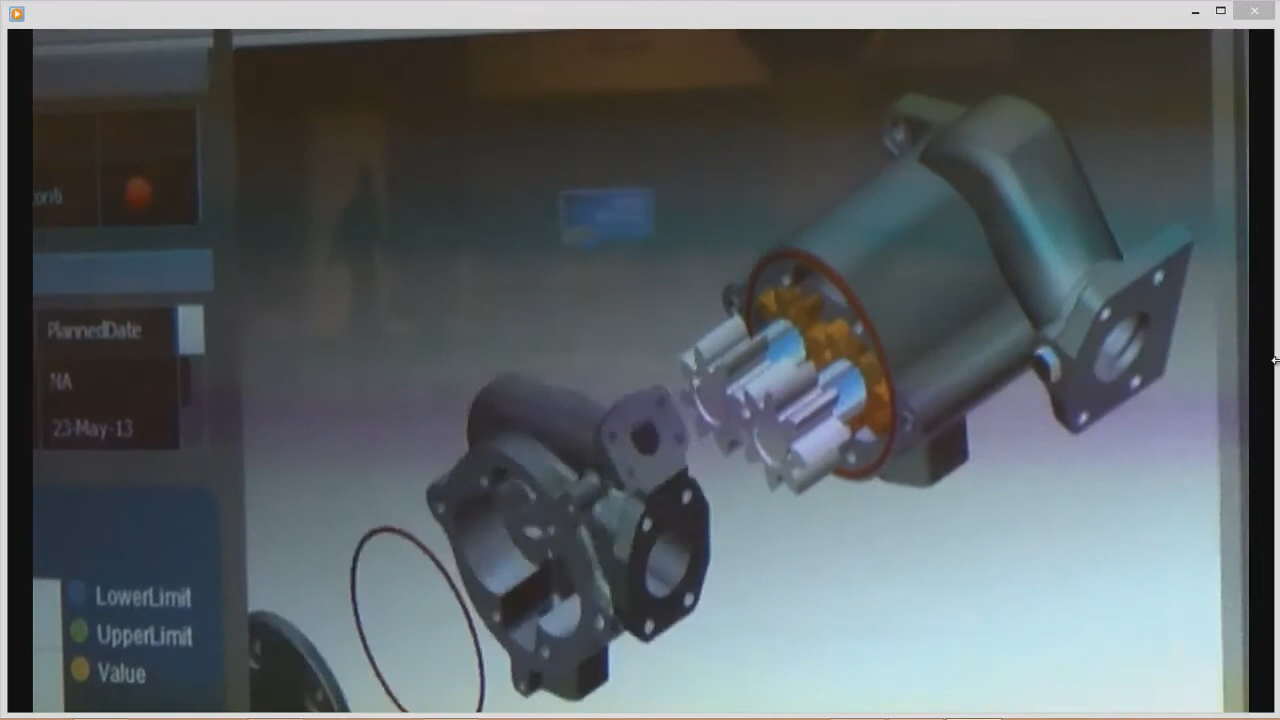 PlannedDate
NA
23-May-13
LowerLimit
UpperLimit
Value